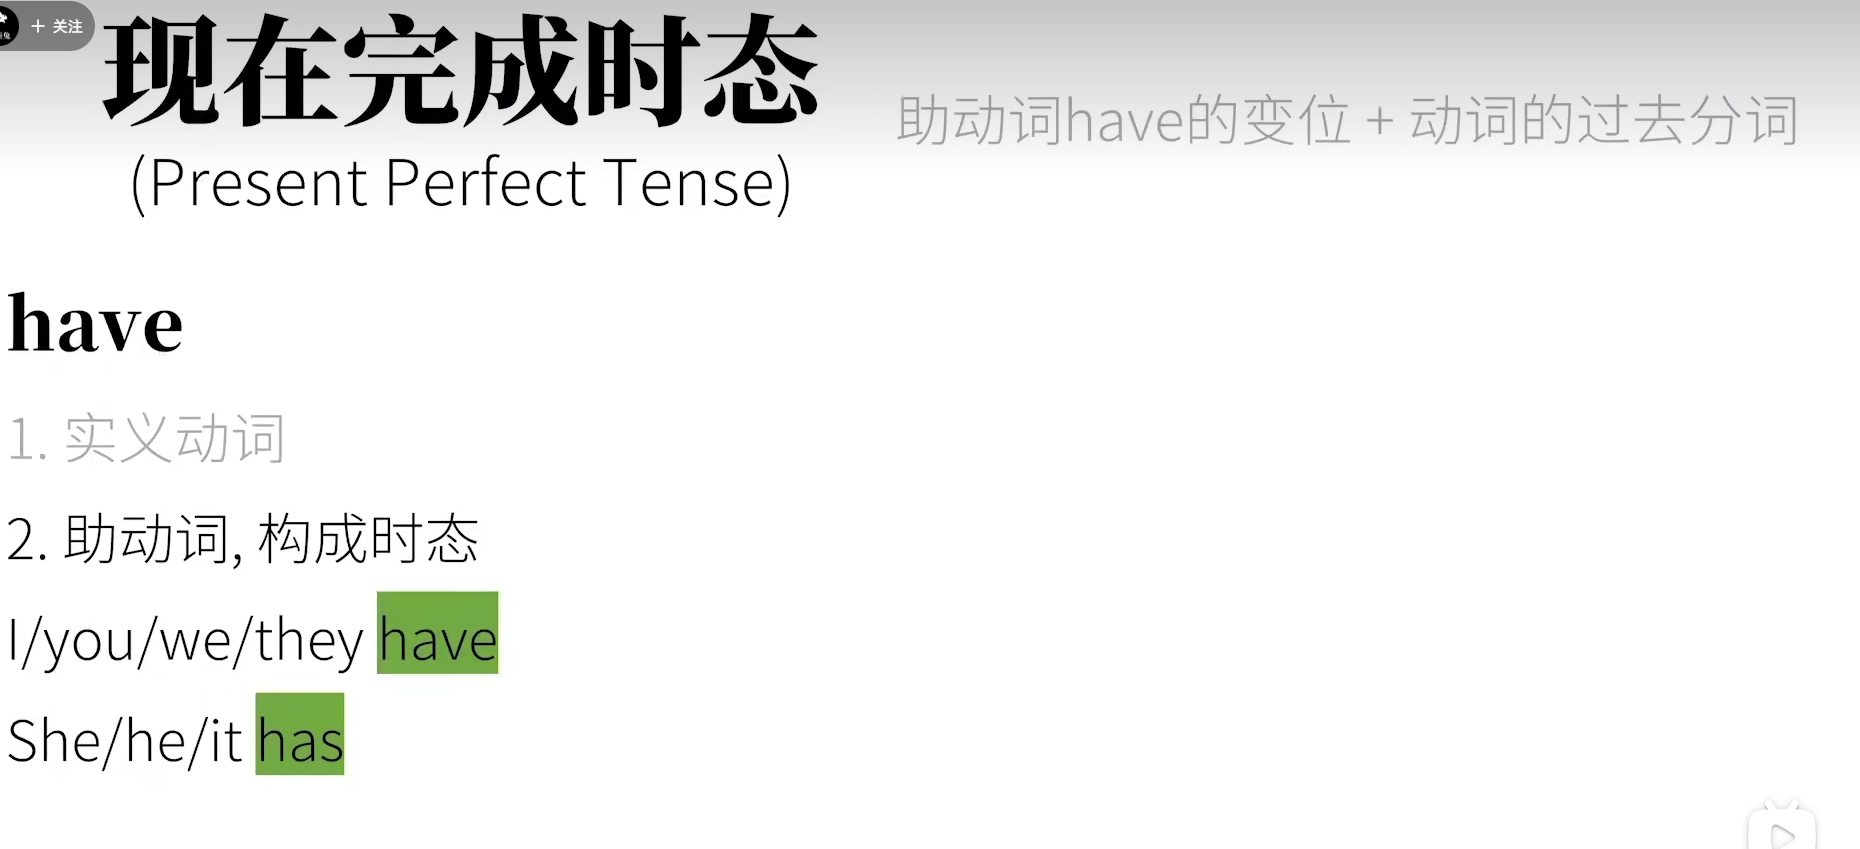 + 关注
现在完成时态
助动词have的变位 + 动词的过去分词
(Present Perfect Tense)
have
1. 实义动词
2. 助动词, 构成时态
I/you/we/they have
She/he/it has